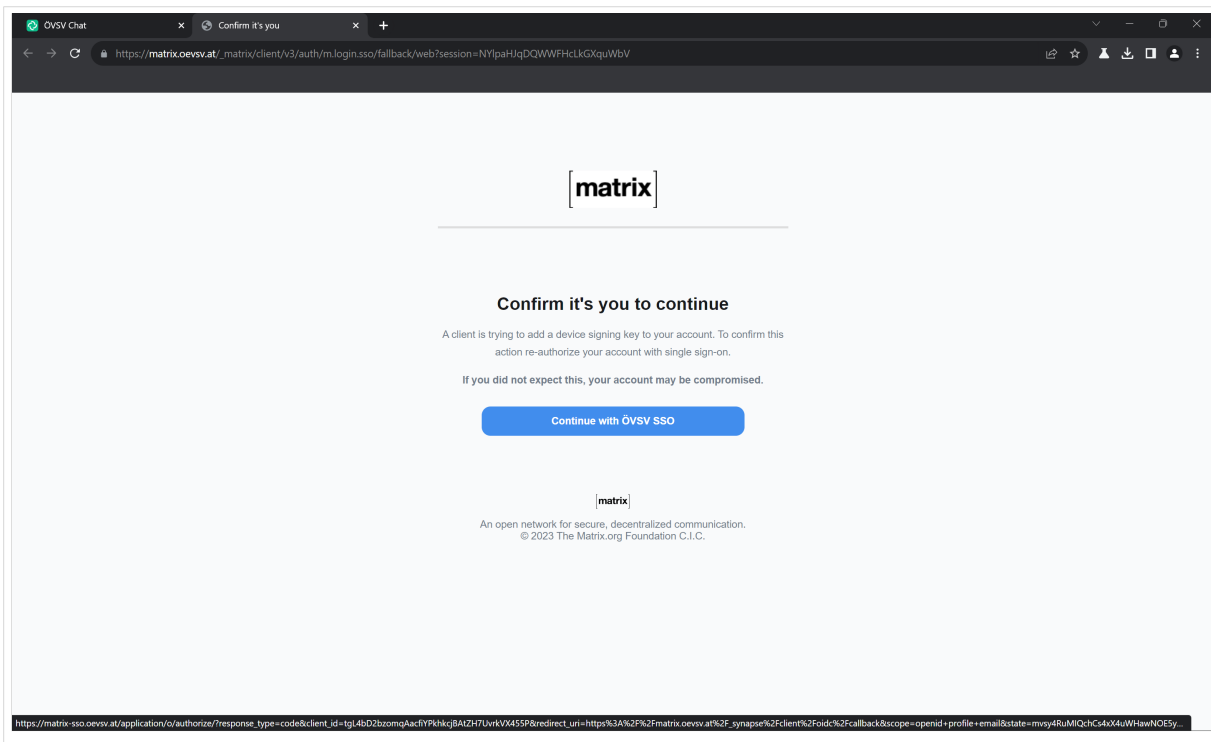 ÖVSV Chat
Confirm it's you
https://matrix.oevsv.at/_matrix/client/v3/auth/m.login.sso/fallback/web?session=NYlpaHJqDQWWFHcLkGXquWbV
[matrix]
Confirm it's you to continue
A client is trying to add a device signing key to your account. To confirm this
action re-authorize your account with single sign-on.
If you did not expect this, your account may be compromised.
Continue with ÖVSV SSO
[matrix]
An open network for secure, decentralized communication.
© 2023 The Matrix.org Foundation C.I.C.
https://matrix-sso.oevsv.at/application/o/authorize/?response_type=code&client_id=tgL4bD2bzomqAacfiYPkhkcjBAtZH7UvrkVX455P&redirect_uri=https%3A%2F%2Fmatrix.oevsv.at%2F_synapse%2Fclient%2Foidc%2Fcallback&scope=openid+profile+email&state=mvsy4RuMIQchCs4xX4uWHawNOE5y...